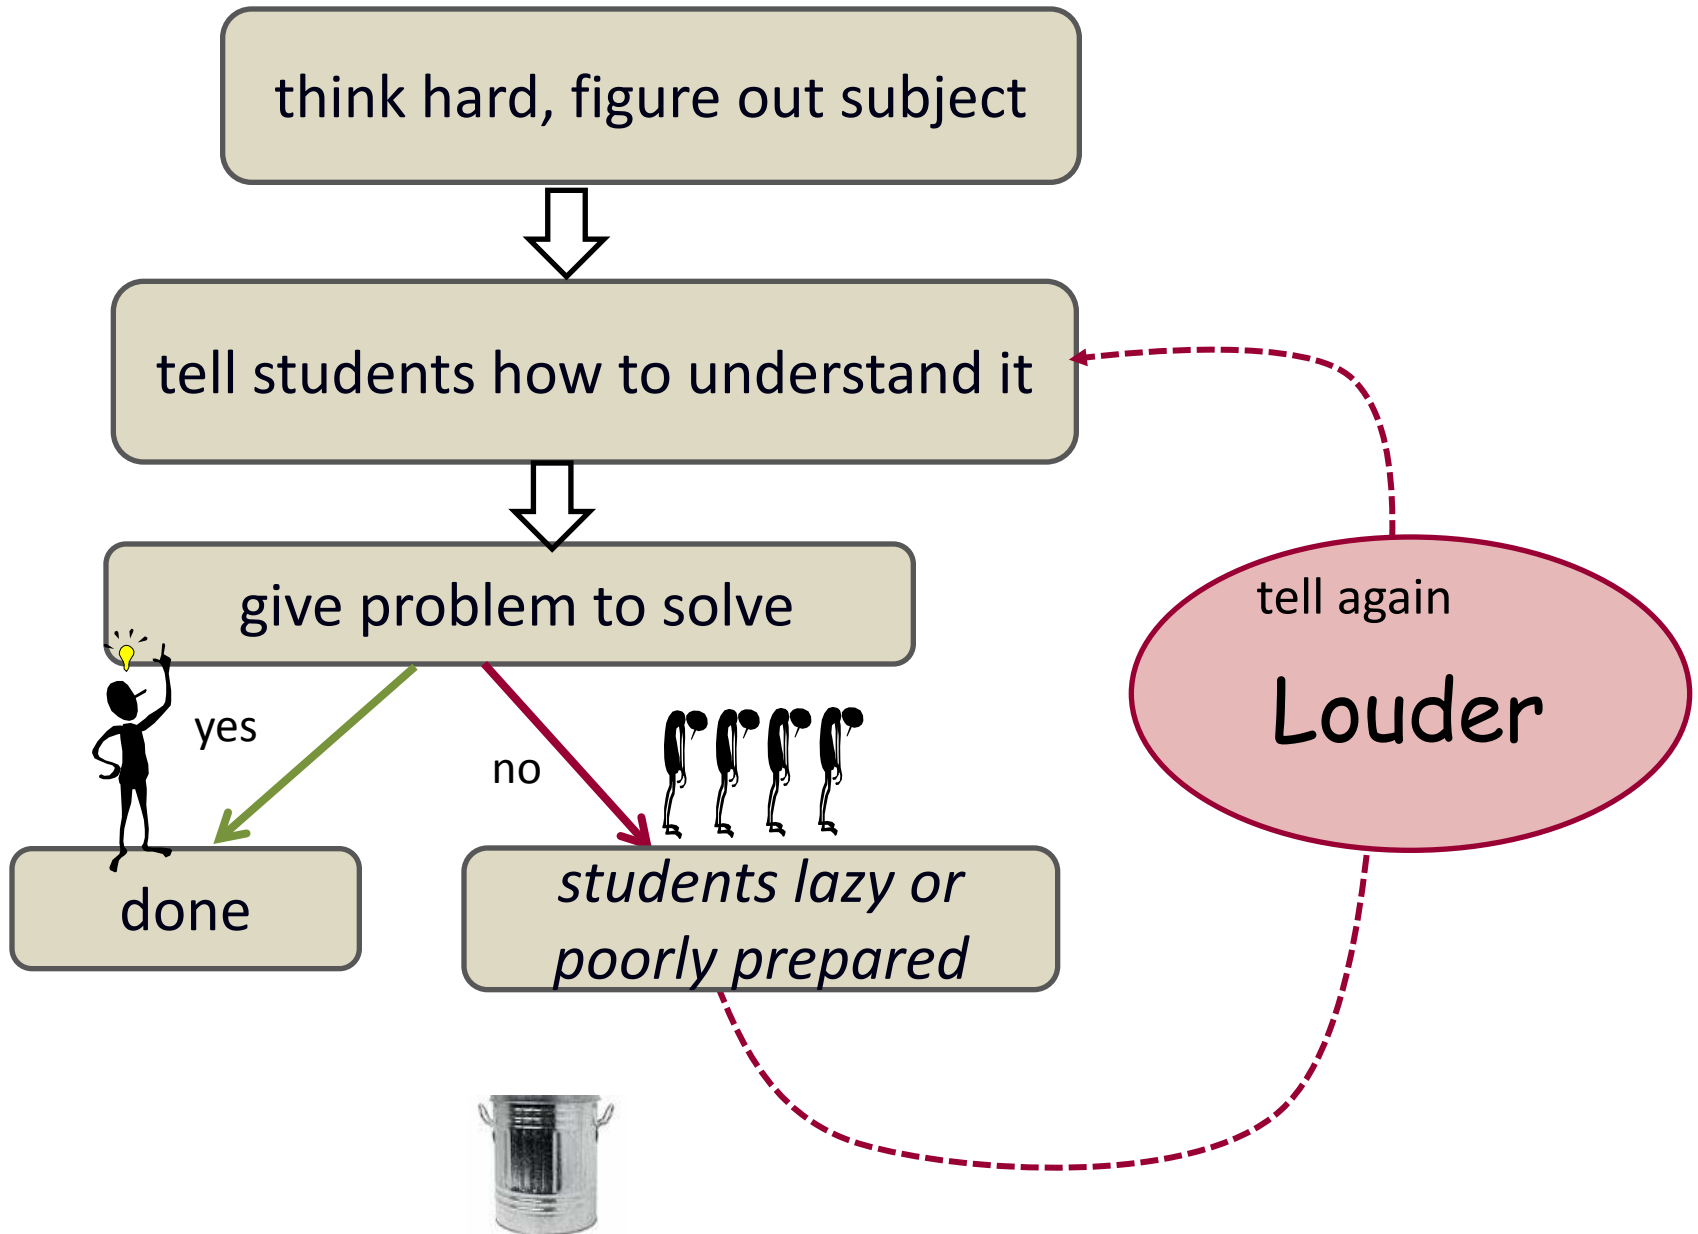 think hard, figure out subject
tell students how to understand it
give problem to solve
yes
no
done
students lazy or
poorly prepared
tell again
Louder